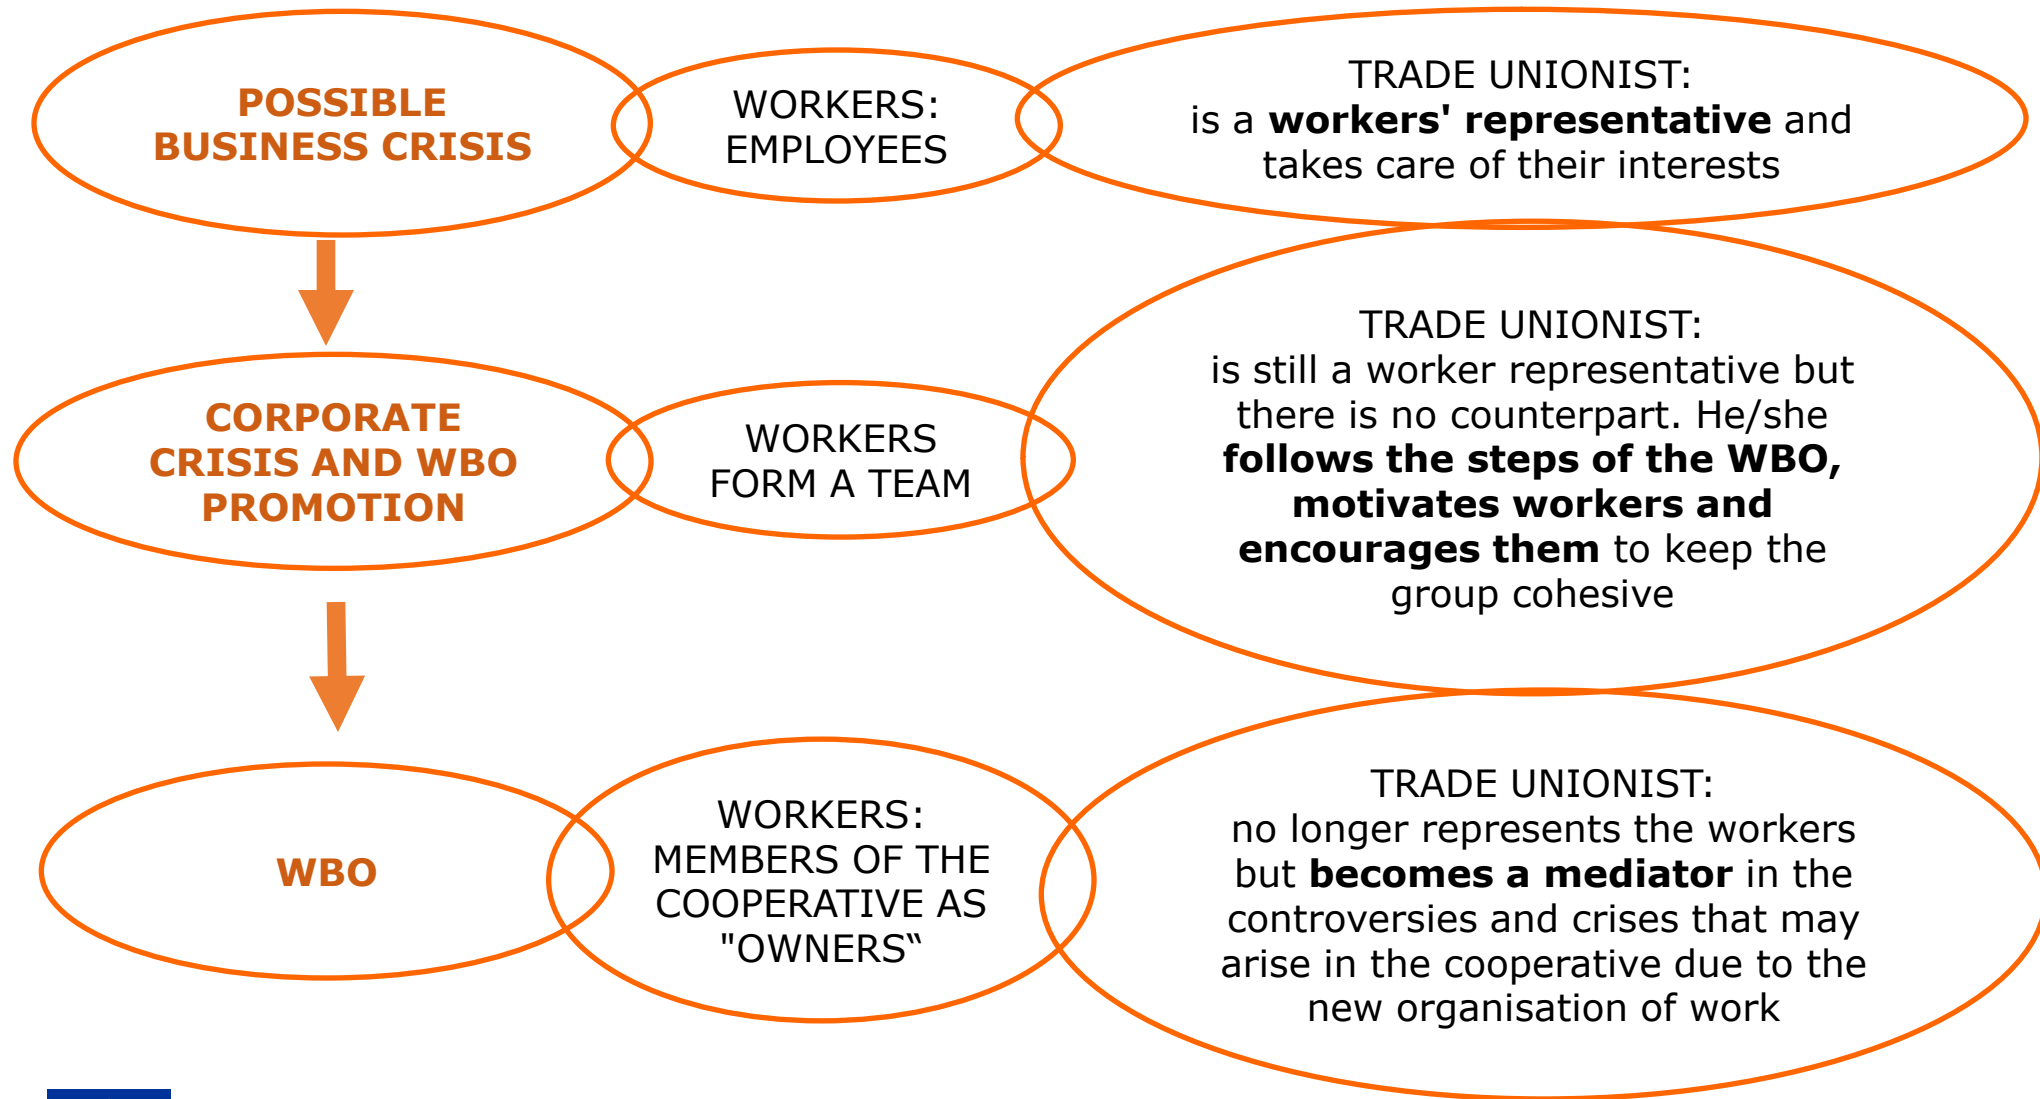 POSSIBLE
BUSINESS CRISIS
WORKERS:
EMPLOYEES
TRADE UNIONIST:
is a workers' representative and
takes care of their interests
CORPORATE
CRISIS AND WBO
PROMOTION
WORKERS
FORM A TEAM
TRADE UNIONIST:
is still a worker representative but
there is no counterpart. He/she
follows the steps of the WBO,
motivates workers and
encourages them to keep the
group cohesive
WBO
WORKERS:
MEMBERS OF THE
COOPERATIVE AS
"OWNERS“
TRADE UNIONIST:
no longer represents the workers
but becomes a mediator in the
controversies and crises that may
arise in the cooperative due to the
new organisation of work